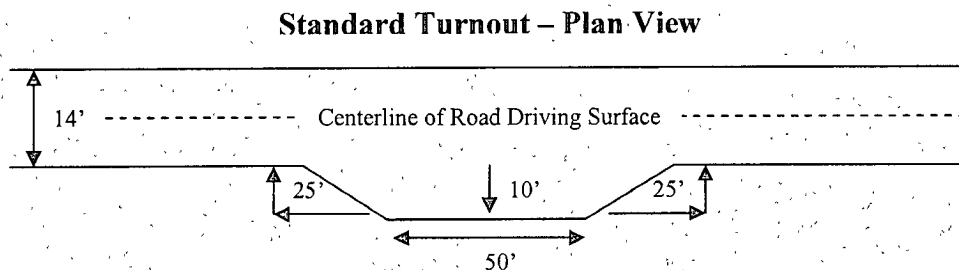 Standard Turnout – Plan View
14’
Centerline of Road Driving Surface
25’
10’
25’
50’